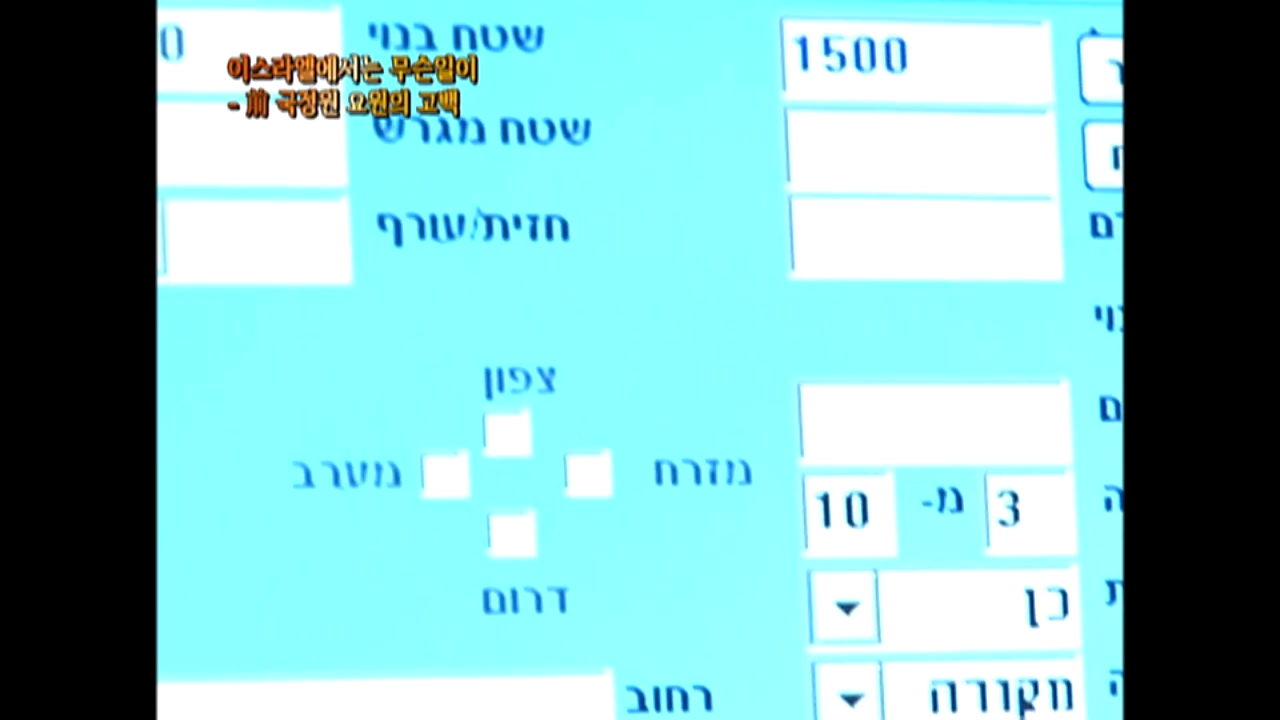 이스라엘에서는 무슨일이
- 前 국정원 요원의 고백
0 שטח בנוי 1500
שטח מגרש
חזית/עורף
צפון
מערב
מזרח
10 מ- 3
דרום
כן
רחוב
מקורה